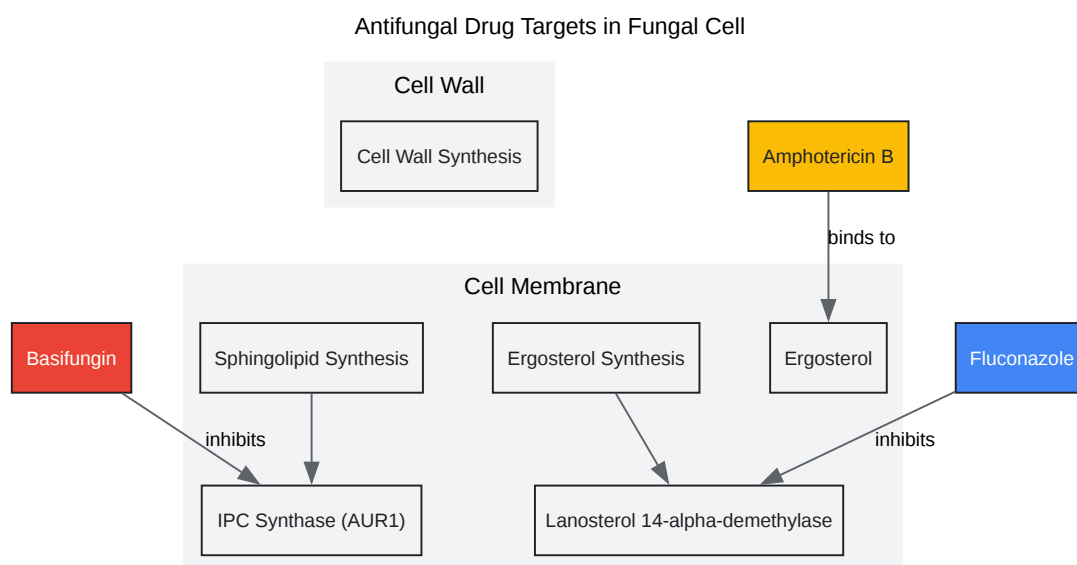 Antifungal Drug Targets in Fungal Cell
Cell Wall
Cell Wall Synthesis
Amphotericin B
binds to
Cell Membrane
Basifungin
Sphingolipid Synthesis
Ergosterol Synthesis
Ergosterol
Fluconazole
inhibits
inhibits
IPC Synthase (AUR1)
Lanosterol 14-alpha-demethylase